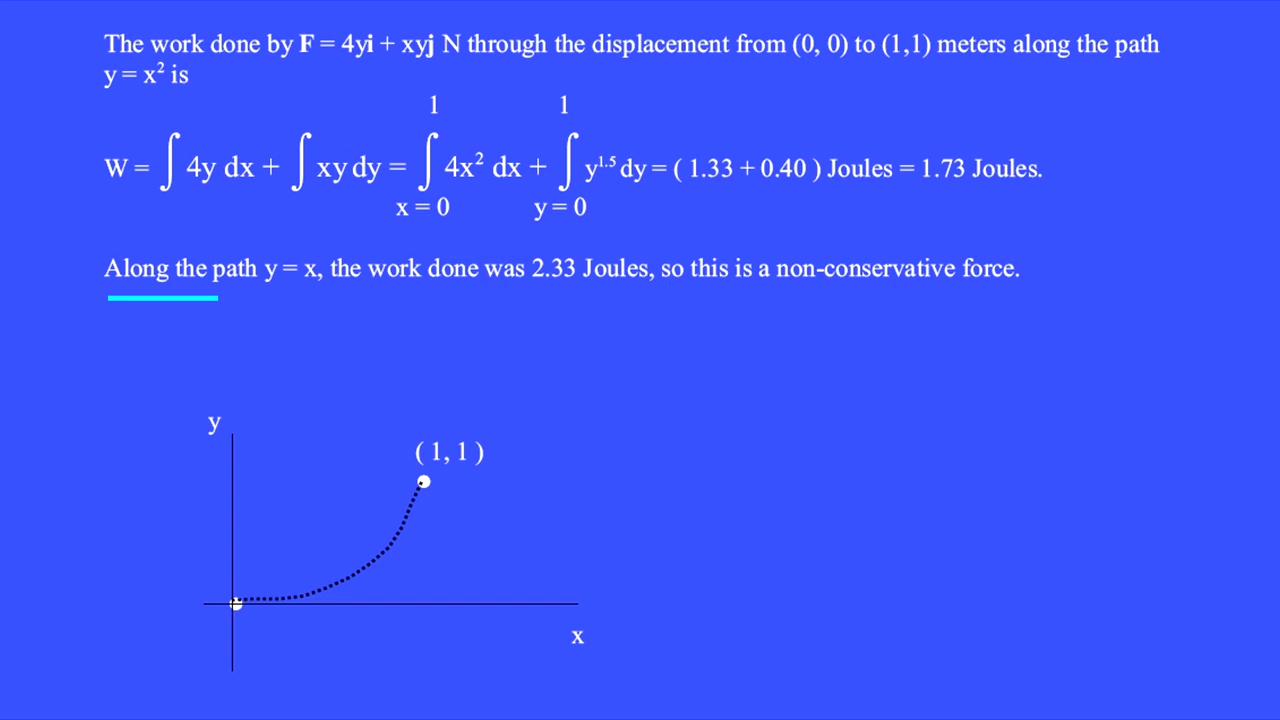 The work done by F = 4yi + xyj N through the displacement from (0, 0) to (1,1) meters along the path
y = x² is
1 1
W = ∫ 4y dx + ∫ xy dy = ∫ 4x² dx + ∫ y¹·⁵ dy = ( 1.33 + 0.40 ) Joules = 1.73 Joules.
x = 0 y = 0
Along the path y = x, the work done was 2.33 Joules, so this is a non-conservative force.
y
( 1, 1 )
x